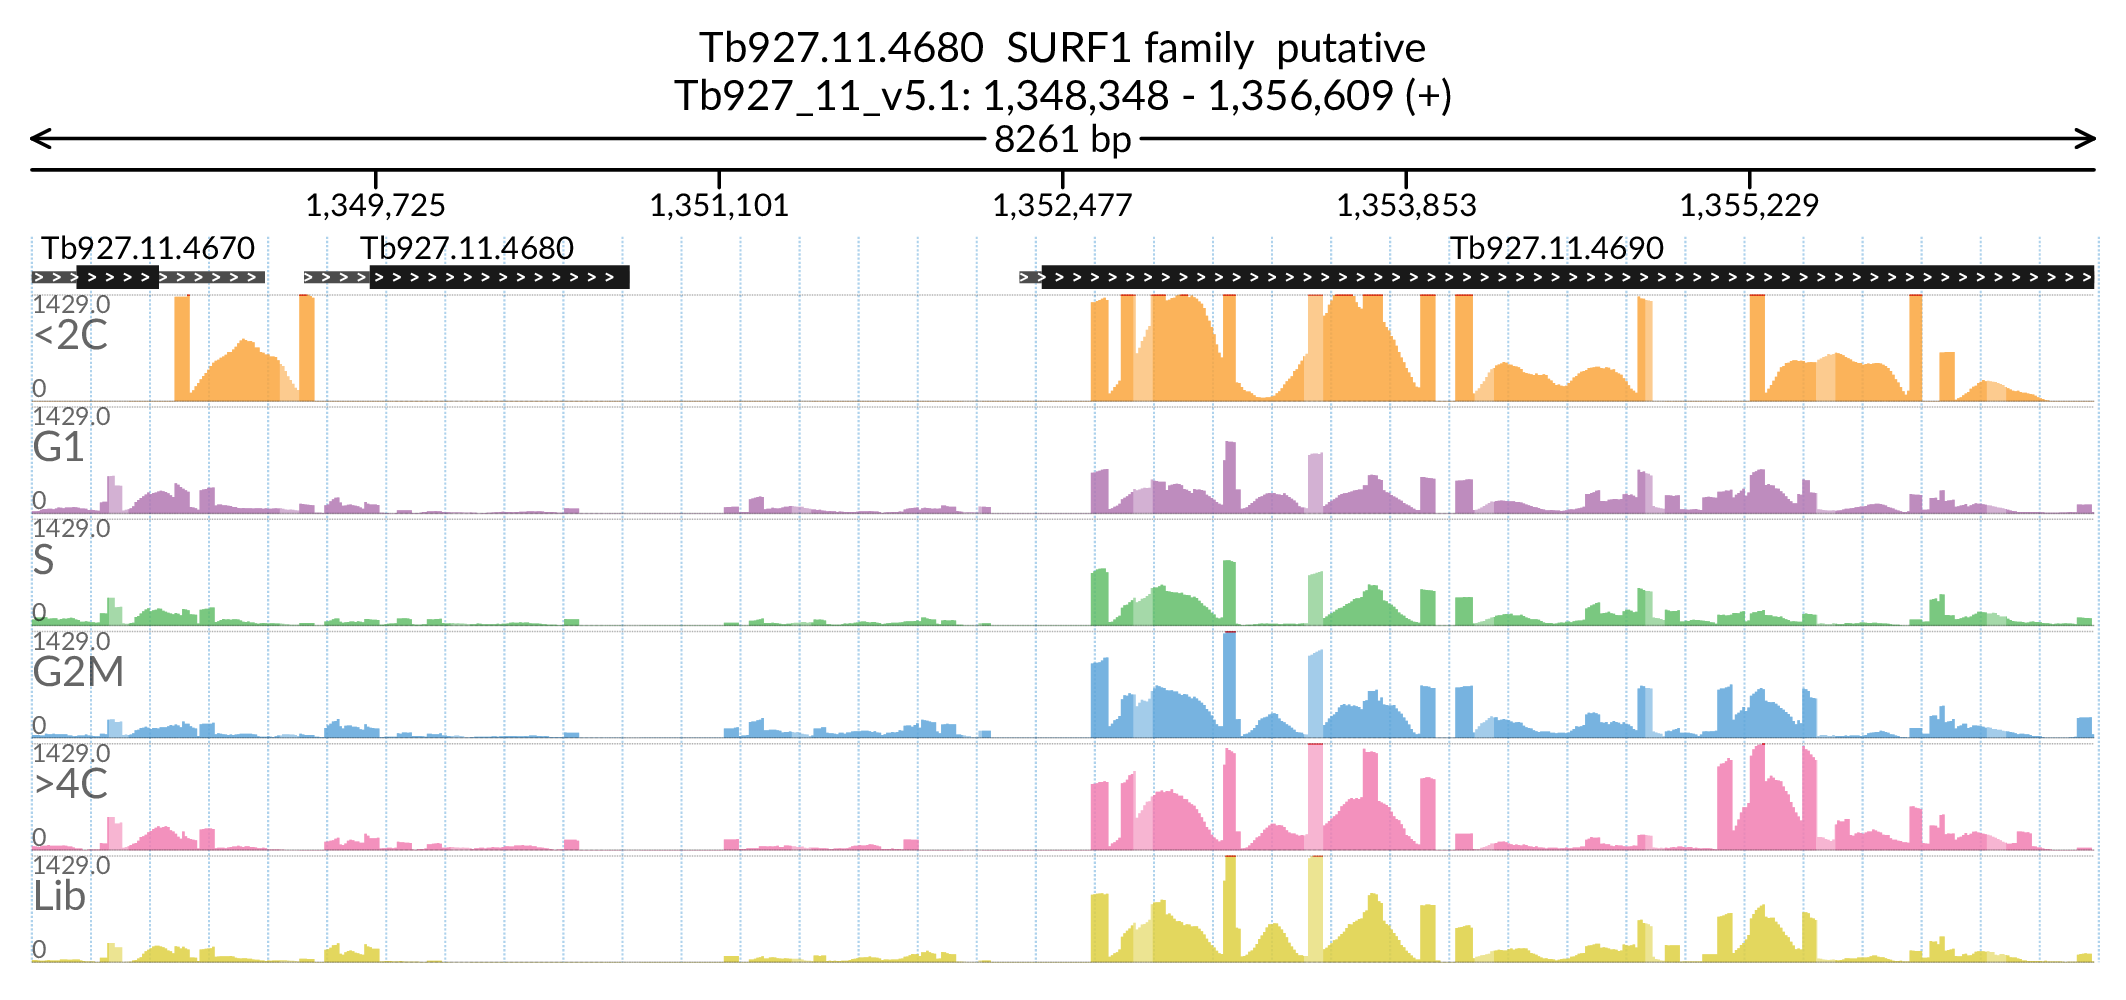 Tb927.11.4680 SURF1 family putative
Tb927_11_v5.1: 1,348,348 - 1,356,609 (+)
8261 bp
1,349,725 1,351,101 1,352,477 1,353,853 1,355,229
Tb927.11.4670 Tb927.11.4680 Tb927.11.4690
1429.0
<2C
0
1429.0
G1
0
1429.0
S
0
1429.0
G2M
0
1429.0
>4C
0
1429.0
Lib
0